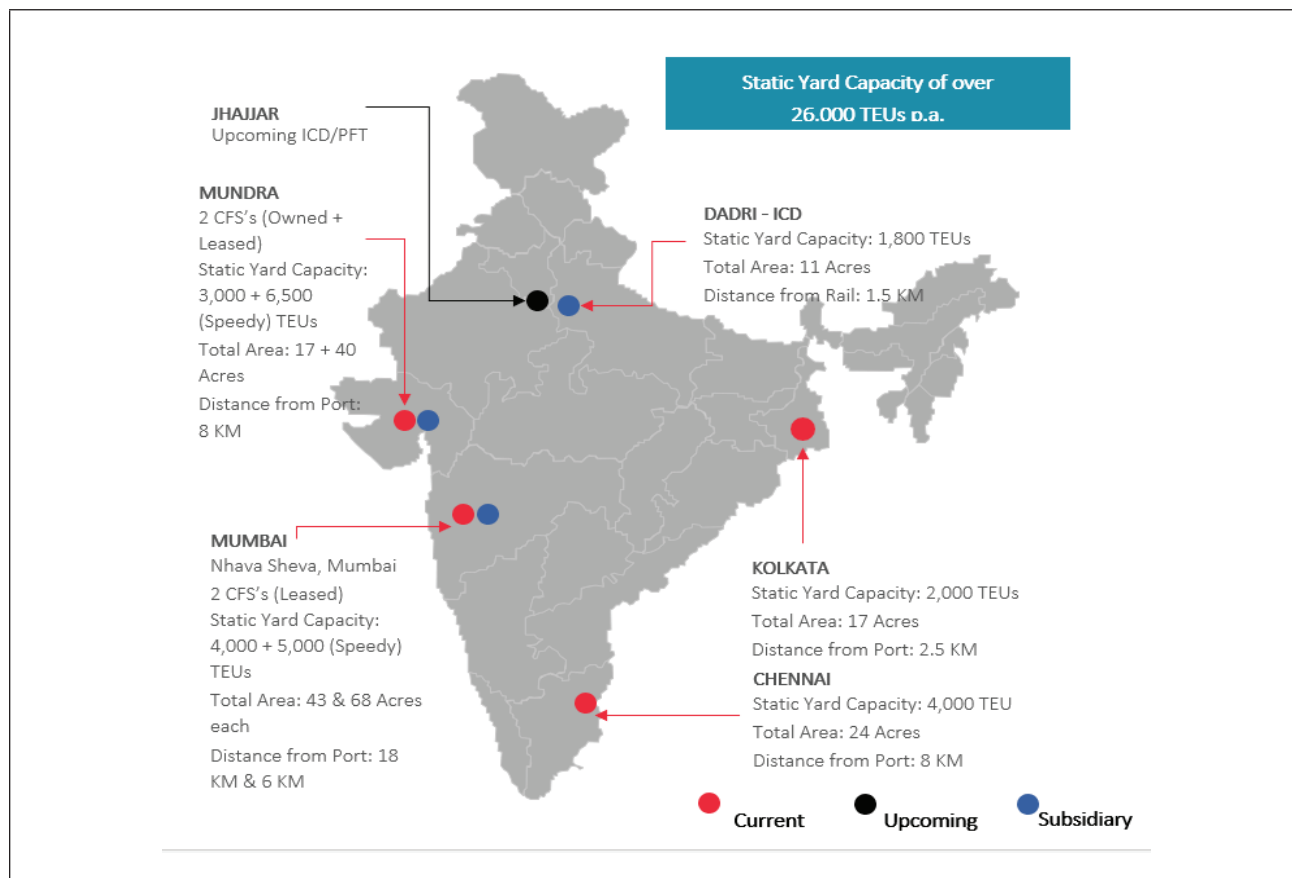 Static Yard Capacity of over
26.000 TEUs p.a.
JHAJJAR
Upcoming ICD/PFT
MUNDRA
2 CFS's (Owned +
Leased)
Static Yard Capacity:
3,000 + 6,500
(Speedy) TEUs
Total Area: 17 + 40
Acres
Distance from Port:
8 KM
DADRI - ICD
Static Yard Capacity: 1,800 TEUs
Total Area: 11 Acres
Distance from Rail: 1.5 KM
MUMBAI
Nhava Sheva, Mumbai
2 CFS's (Leased)
Static Yard Capacity:
4,000 + 5,000 (Speedy)
TEUs
Total Area: 43 & 68 Acres
each
Distance from Port: 18
KM & 6 KM
KOLKATA
Static Yard Capacity: 2,000 TEUs
Total Area: 17 Acres
Distance from Port: 2.5 KM
CHENNAI
Static Yard Capacity: 4,000 TEU
Total Area: 24 Acres
Distance from Port: 8 KM
Current
Upcoming
Subsidiary